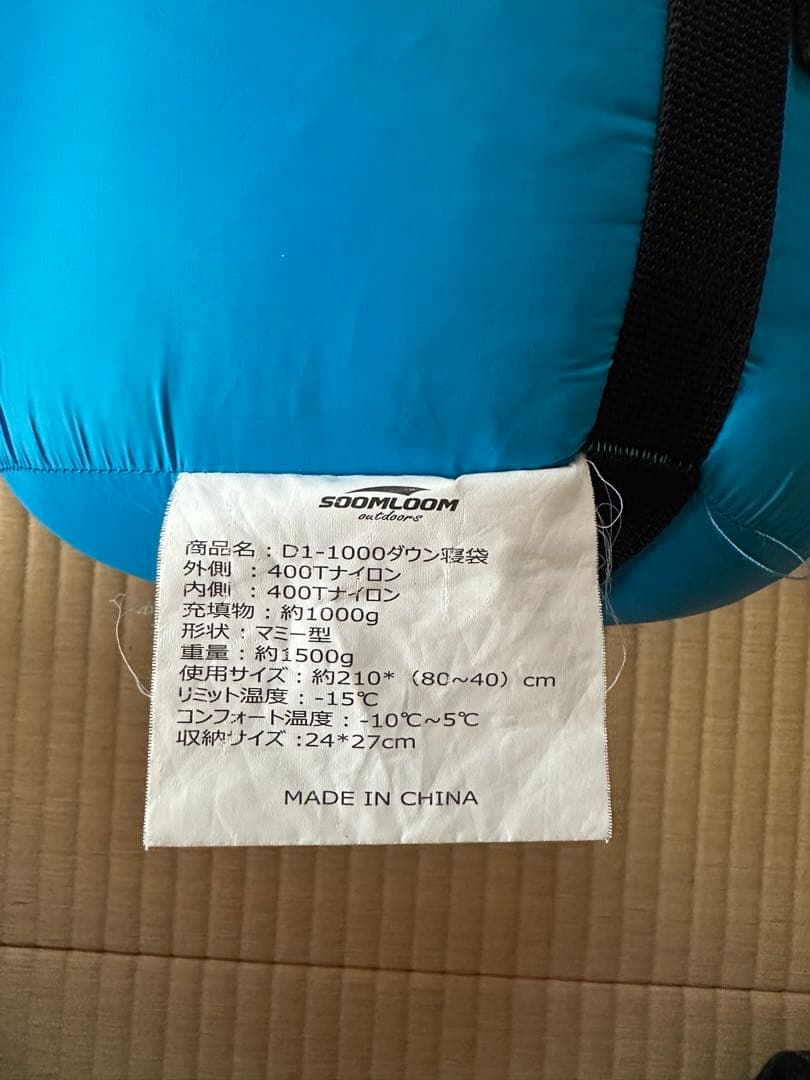 SOOMLOOM
outdoors
商品名：D1-1000ダウン寝袋
外側 ：400Tナイロン
内側 ：400Tナイロン
充填物：約1000g
形状：マミー型
重量：約1500g
使用サイズ：約210*（80～40）cm
リミット温度：-15℃
コンフォート温度：-10℃～5℃
収納サイズ:24*27cm
MADE IN CHINA